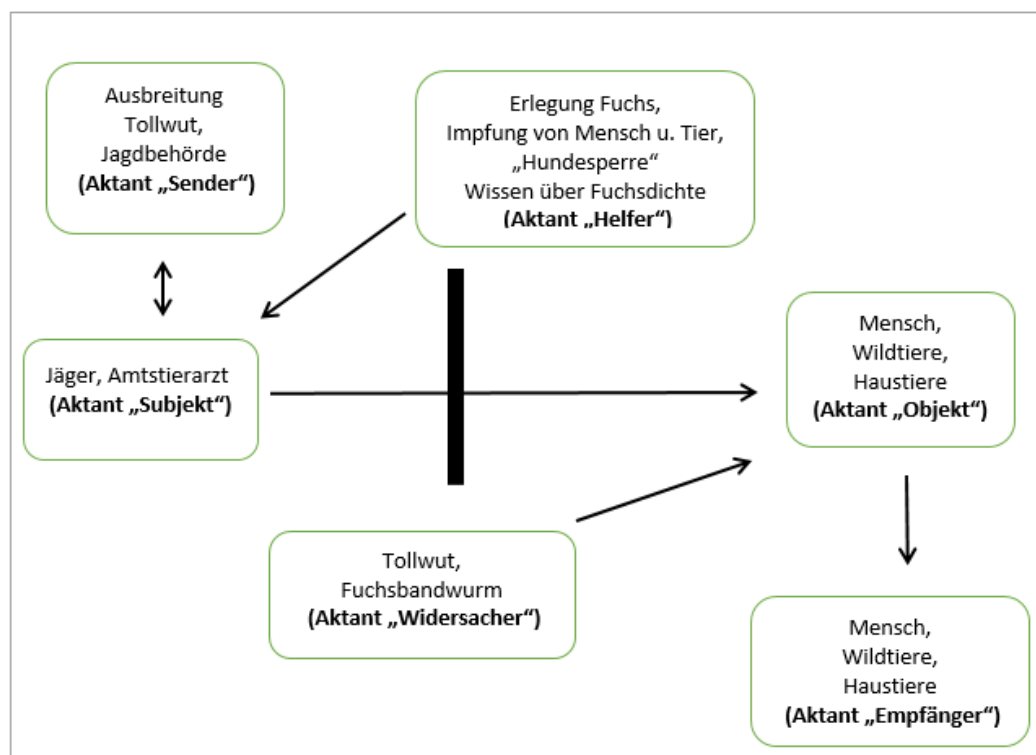 Ausbreitung
Tollwut,
Jagdbehörde
(Aktant „Sender“)
Erlegung Fuchs,
Impfung von Mensch u. Tier,
„Hundesperre“
Wissen über Fuchsdichte
(Aktant „Helfer“)
Jäger, Amtstierarzt
(Aktant „Subjekt“)
Mensch,
Wildtiere,
Haustiere
(Aktant „Objekt“)
Tollwut,
Fuchsbandwurm
(Aktant „Widersacher“)
Mensch,
Wildtiere,
Haustiere
(Aktant „Empfänger“)